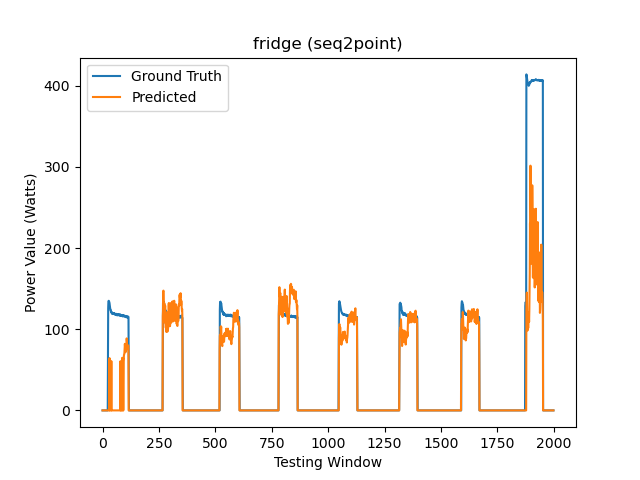 fridge (seq2point)
Ground Truth
Predicted
Power Value (Watts)
400
300
200
100
0
0 250 500 750 1000 1250 1500 1750 2000
Testing Window